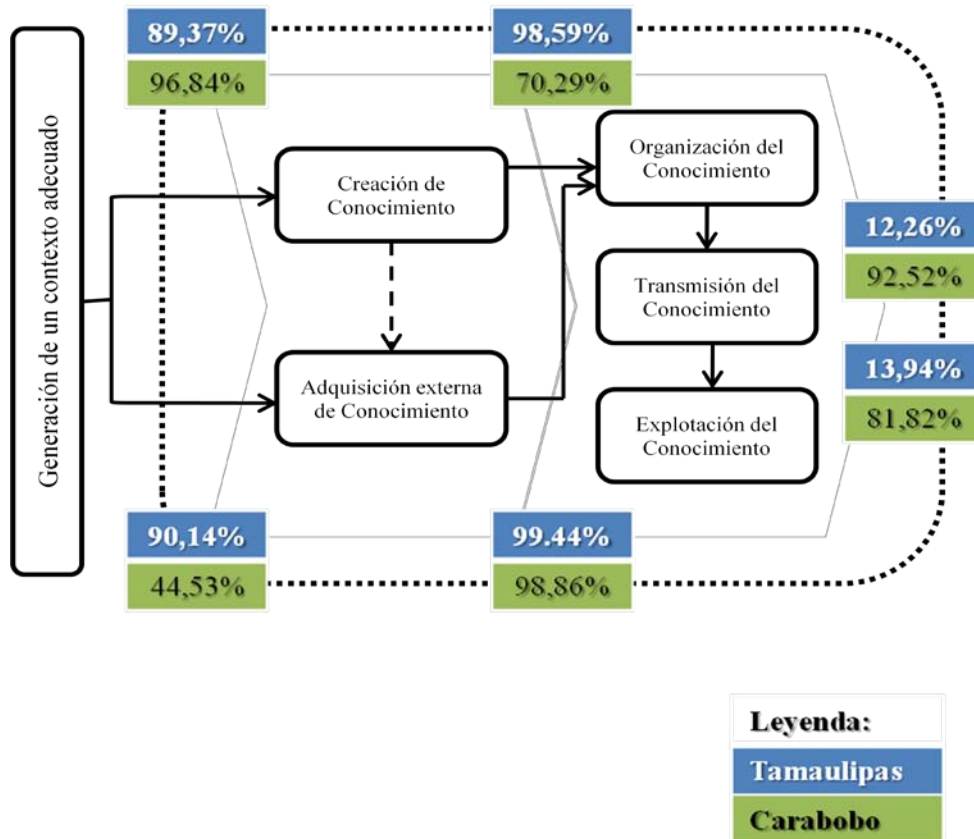 Generación de un contexto adecuado
89,37%
96,84%
98,59%
70,29%
Creación de
Conocimiento
Organización del
Conocimiento
12,26%
92,52%
Transmisión del
Conocimiento
Adquisición externa
de Conocimiento
13,94%
81,82%
Explotación del
Conocimiento
90,14%
44,53%
99.44%
98,86%
Leyenda:
Tamaulipas
Carabobo